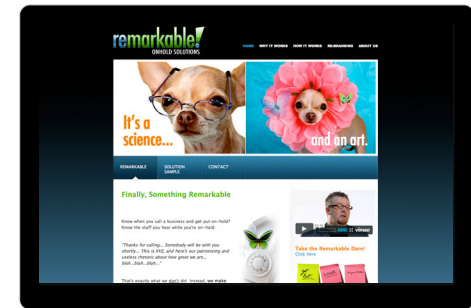 remarkable!
ONHOLD SOLUTIONS
HOME WHY IT WORKS HOW IT WORKS RE:BRANDING ABOUT US
It's a
science...
and an art.
REMARKABLE
SOLUTION
SAMPLE
CONTACT
Finally, Something Remarkable
Know when you call a business and get put on-hold?
Know the stuff you hear while you're on-hold.
"Thanks for calling... Somebody will be with you
shortly... This is XYZ, and here's our patronizing and
useless rhetoric about how great we are...
blah...blah...blah..."
That's exactly what we don't do! Instead, we make
vimeo
Take the Remarkable Dare!
Click Here